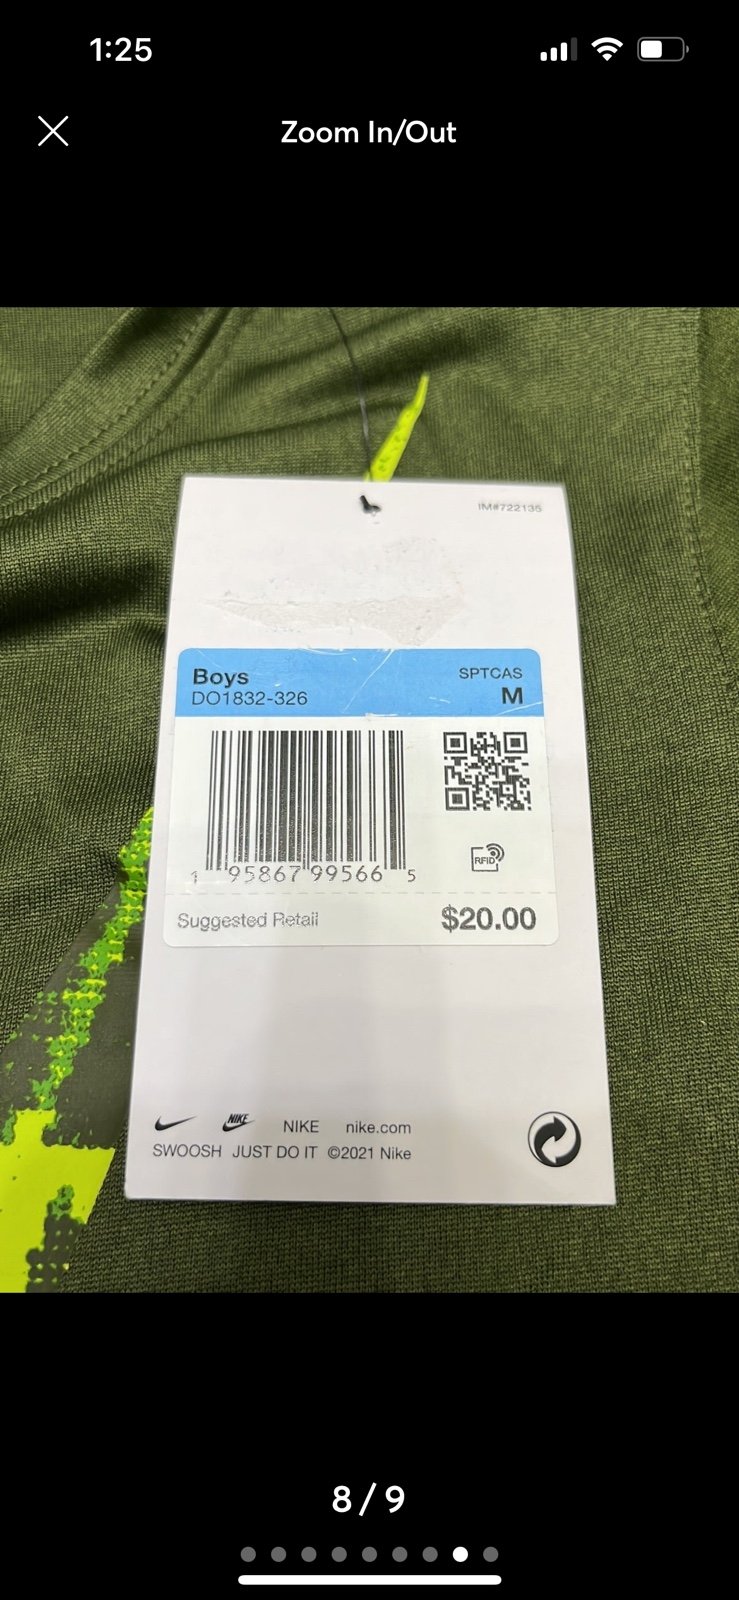 1:25
Zoom In/Out
IM#722135
Boys
SPTCAS
DO1832-326
M
RFID
1 95867 99566 5
Suggested Retail
$20.00
NIKE NIKE nike.com
SWOOSH JUST DO IT ©2021 Nike
8 / 9